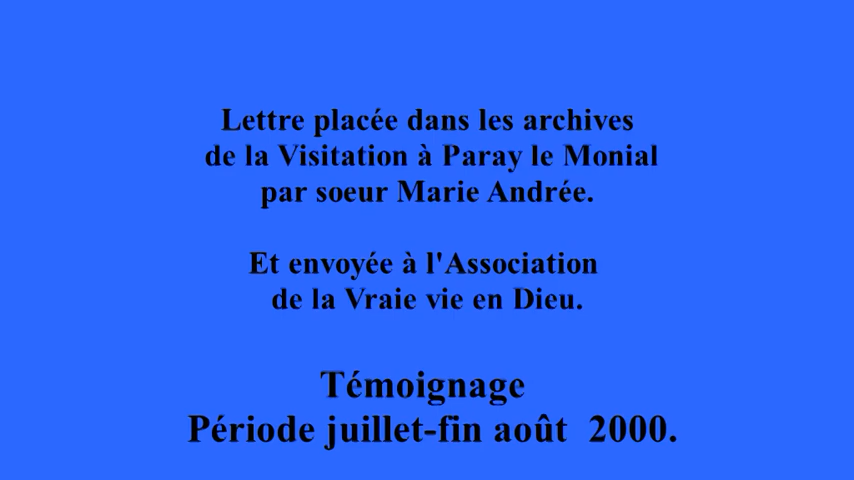 Lettre placée dans les archives
de la Visitation à Paray le Monial
par soeur Marie Andrée.
Et envoyée à l'Association
de la Vraie vie en Dieu.
Témoignage
Période juillet-fin août 2000.